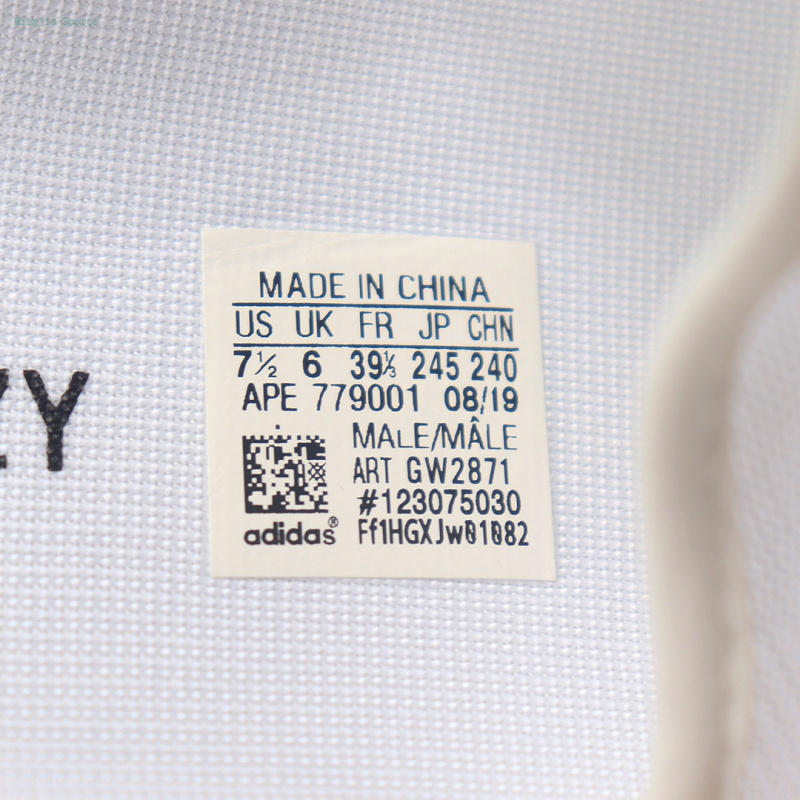 ZY
MADE IN CHINA
US UK FR JP CHN
7½ 6 39⅓ 245 240
APE 779001 08/19
MALE/MÂLE
ART GW2871
#123075030
adidas® Ff1HGXJw01082